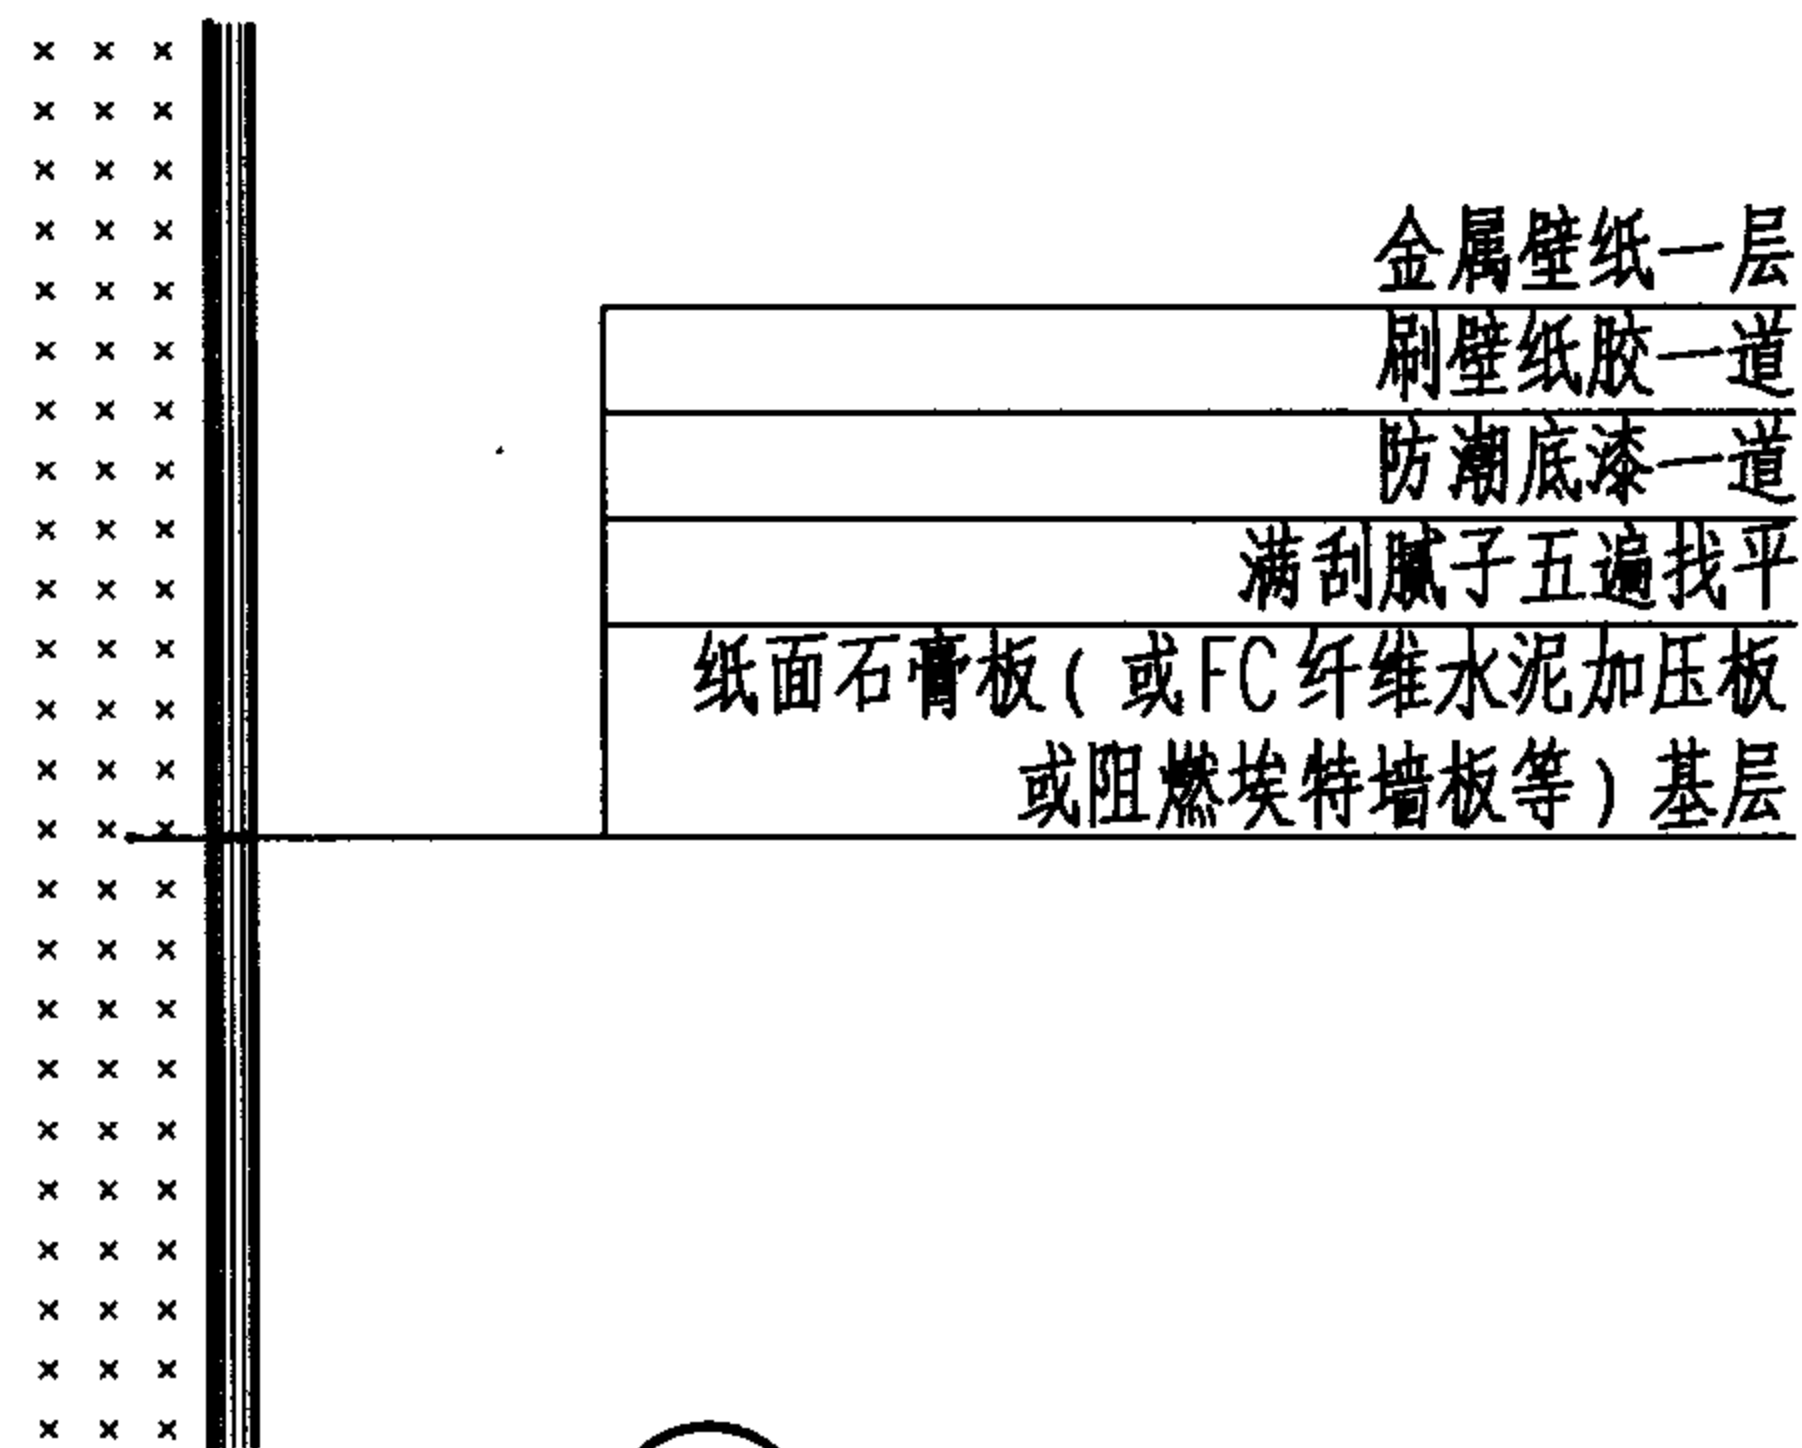 金属壁纸一层
刷壁纸胶一道
防潮底漆一道
满刮腻子五遍找平
纸面石膏板(或FC纤维水泥加压板
或阻燃埃特墙板等)基层